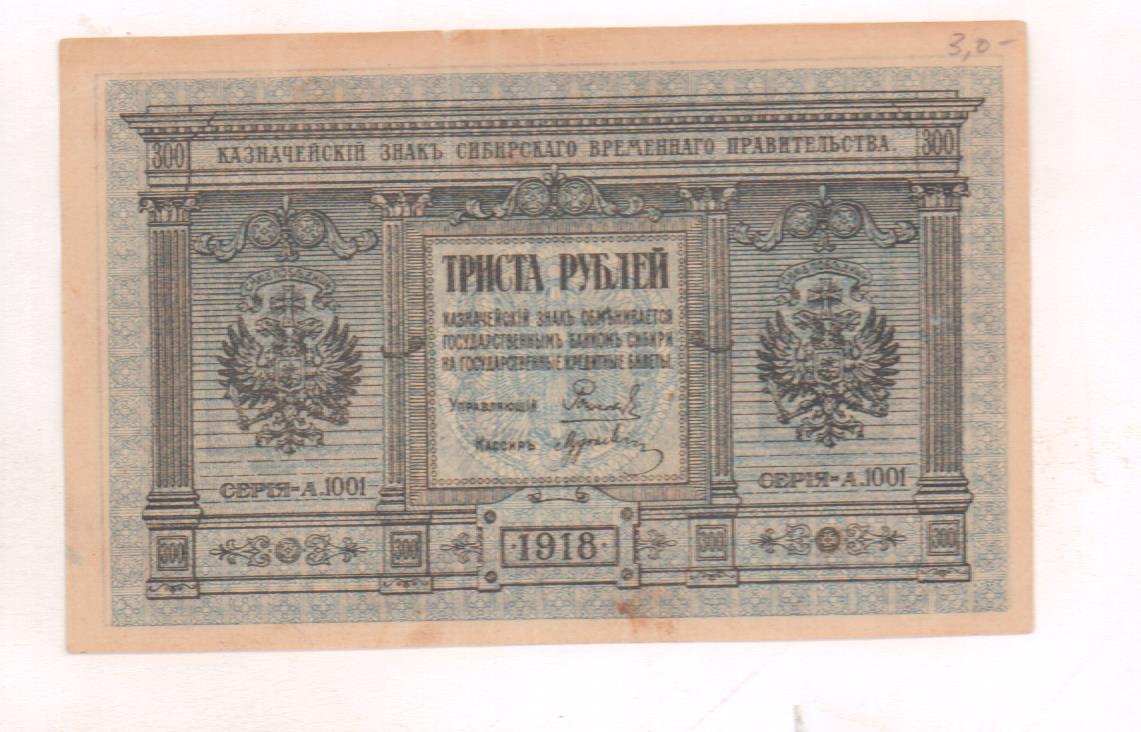 3,0-
300 КАЗНАЧЕЙСКІЙ ЗНАКЪ СИБИРСКАГО ВРЕМЕННАГО ПРАВИТЕЛЬСТВА. 300
ТРИСТА РУБЛЕЙ
КАЗНАЧЕЙСКІЙ ЗНАКЪ ОБМѢНИВАЕТСЯ
ГОСУДАРСТВЕННЫМЪ БАНКОМЪ СИБИРИ
НА ГОСУДАРСТВЕННЫЕ КРЕДИТНЫЕ БИЛЕТЫ.
УПРАВЛЯЮЩІЙ
КАССИРЪ
СЕРІЯ-А.1001 СЕРІЯ-А.1001
300 300 ·1918· 300 300